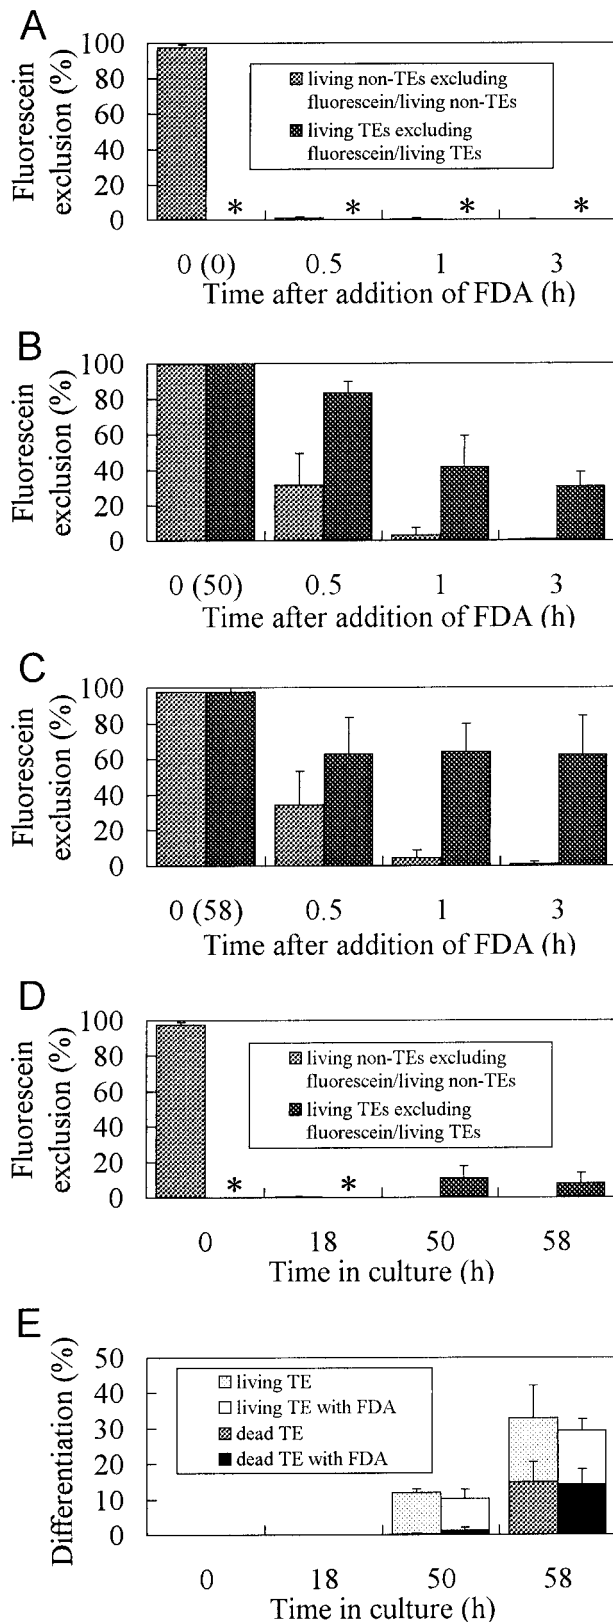 A
Fluorescein
exclusion (%)
100
80
60
40
20
0
living non-TEs excluding
fluorescein/living non-TEs
living TEs excluding
fluorescein/living TEs
* * * *
0 (0) 0.5 1 3
Time after addition of FDA (h)
B
Fluorescein
exclusion (%)
100
80
60
40
20
0
0 (50) 0.5 1 3
Time after addition of FDA (h)
C
Fluorescein
exclusion (%)
100
80
60
40
20
0
0 (58) 0.5 1 3
Time after addition of FDA (h)
D
Fluorescein
exclusion (%)
100
80
60
40
20
0
living non-TEs excluding
fluorescein/living non-TEs
living TEs excluding
fluorescein/living TEs
* *
0 18 50 58
Time in culture (h)
E
Differentiation (%)
50
40
30
20
10
0
living TE
living TE with FDA
dead TE
dead TE with FDA
0 18 50 58
Time in culture (h)